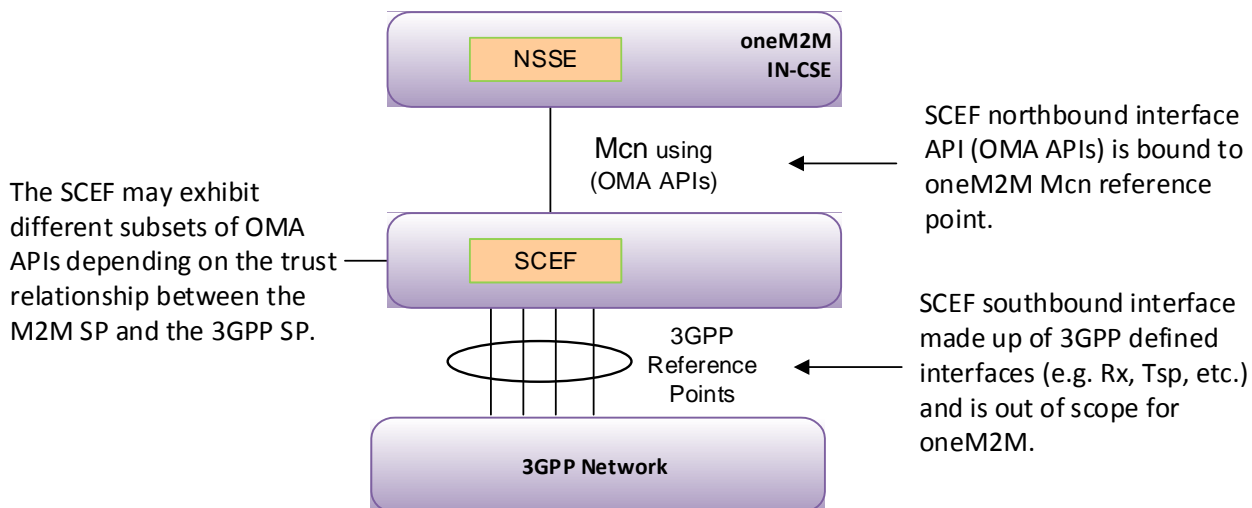 oneM2M
IN-CSE
NSSE
Mcn using
(OMA APIs)
SCEF northbound interface
API (OMA APIs) is bound to
oneM2M Mcn reference
point.
The SCEF may exhibit
different subsets of OMA
APIs depending on the trust
relationship between the
M2M SP and the 3GPP SP.
SCEF
3GPP
Reference
Points
SCEF southbound interface
made up of 3GPP defined
interfaces (e.g. Rx, Tsp, etc.)
and is out of scope for
oneM2M.
3GPP Network